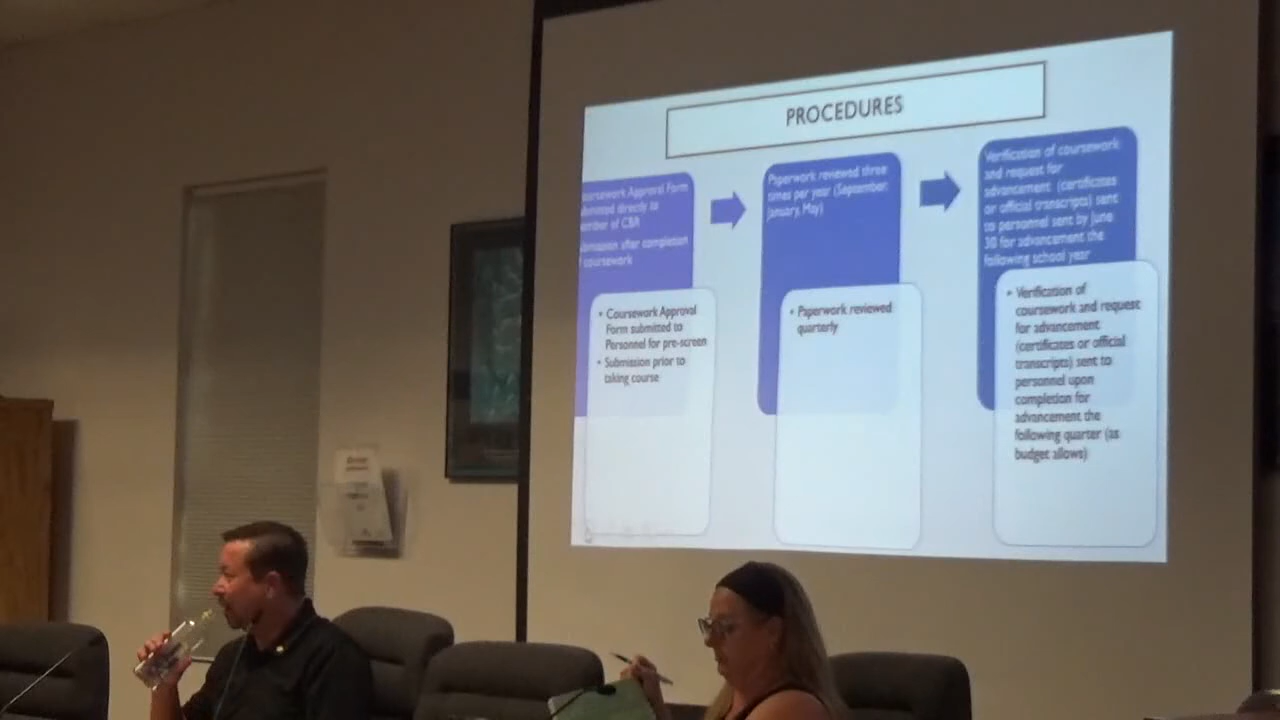 PROCEDURES
oursework Approval Form
bmitted directly to
ember of CBA
bmission after completion
f coursework
• Coursework Approval
Form submitted to
Personnel for pre-screen
• Submission prior to
taking course
Paperwork reviewed three
times per year (September,
January, May)
• Paperwork reviewed
quarterly
Verification of coursework
and request for
advancement (certificates
or official transcripts) sent
to personnel sent by June
30 for advancement the
following school year
• Verification of
coursework and request
for advancement
(certificates or official
transcripts) sent to
personnel upon
completion for
advancement the
following quarter (as
budget allows)